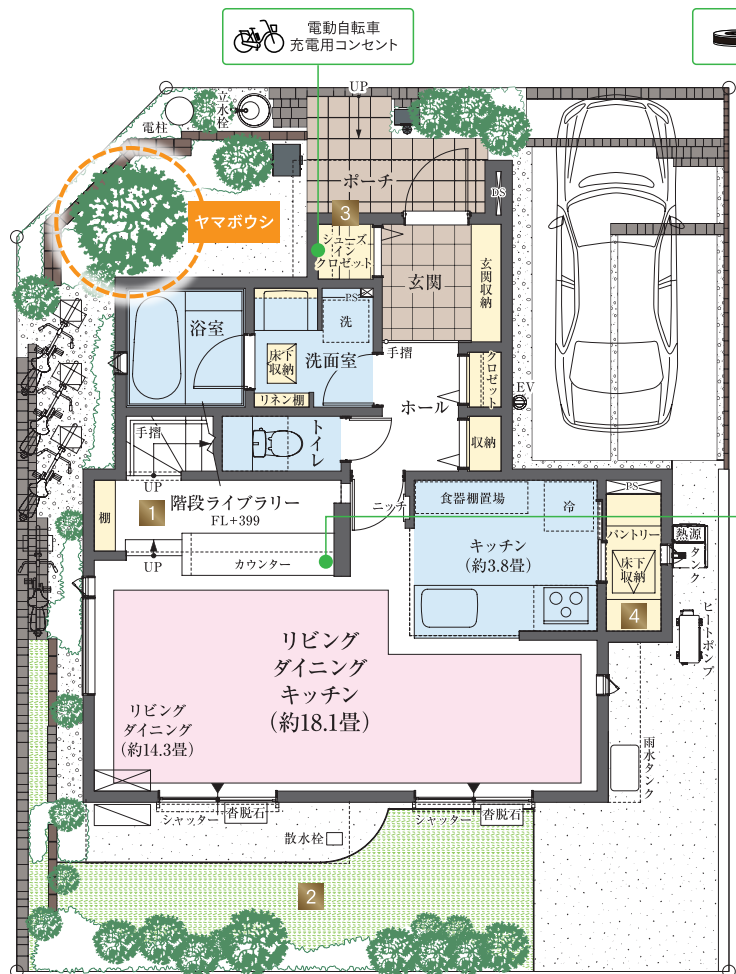 電動自転車
充電用コンセント
UP
立水栓
電柱
ポーチ
DS
ヤマボウシ
3
シューズ
イン
クロゼット
玄関
玄関収納
PS
浴室
洗
洗面室
床下
収納
リネン棚
手摺
ホール
クロゼット
EV
収納
手摺
トイレ
UP
階段ライブラリー
FL+399
1
棚
UP
カウンター
ニッチ
食器棚置場
冷
キッチン
(約3.8畳)
PS
パントリー
床下
収納
4
熱源
タンク
ヒートポンプ
リビング
ダイニング
キッチン
(約18.1畳)
リビング
ダイニング
(約14.3畳)
雨水タンク
シャッター
沓脱石
シャッター
沓脱石
散水栓
2